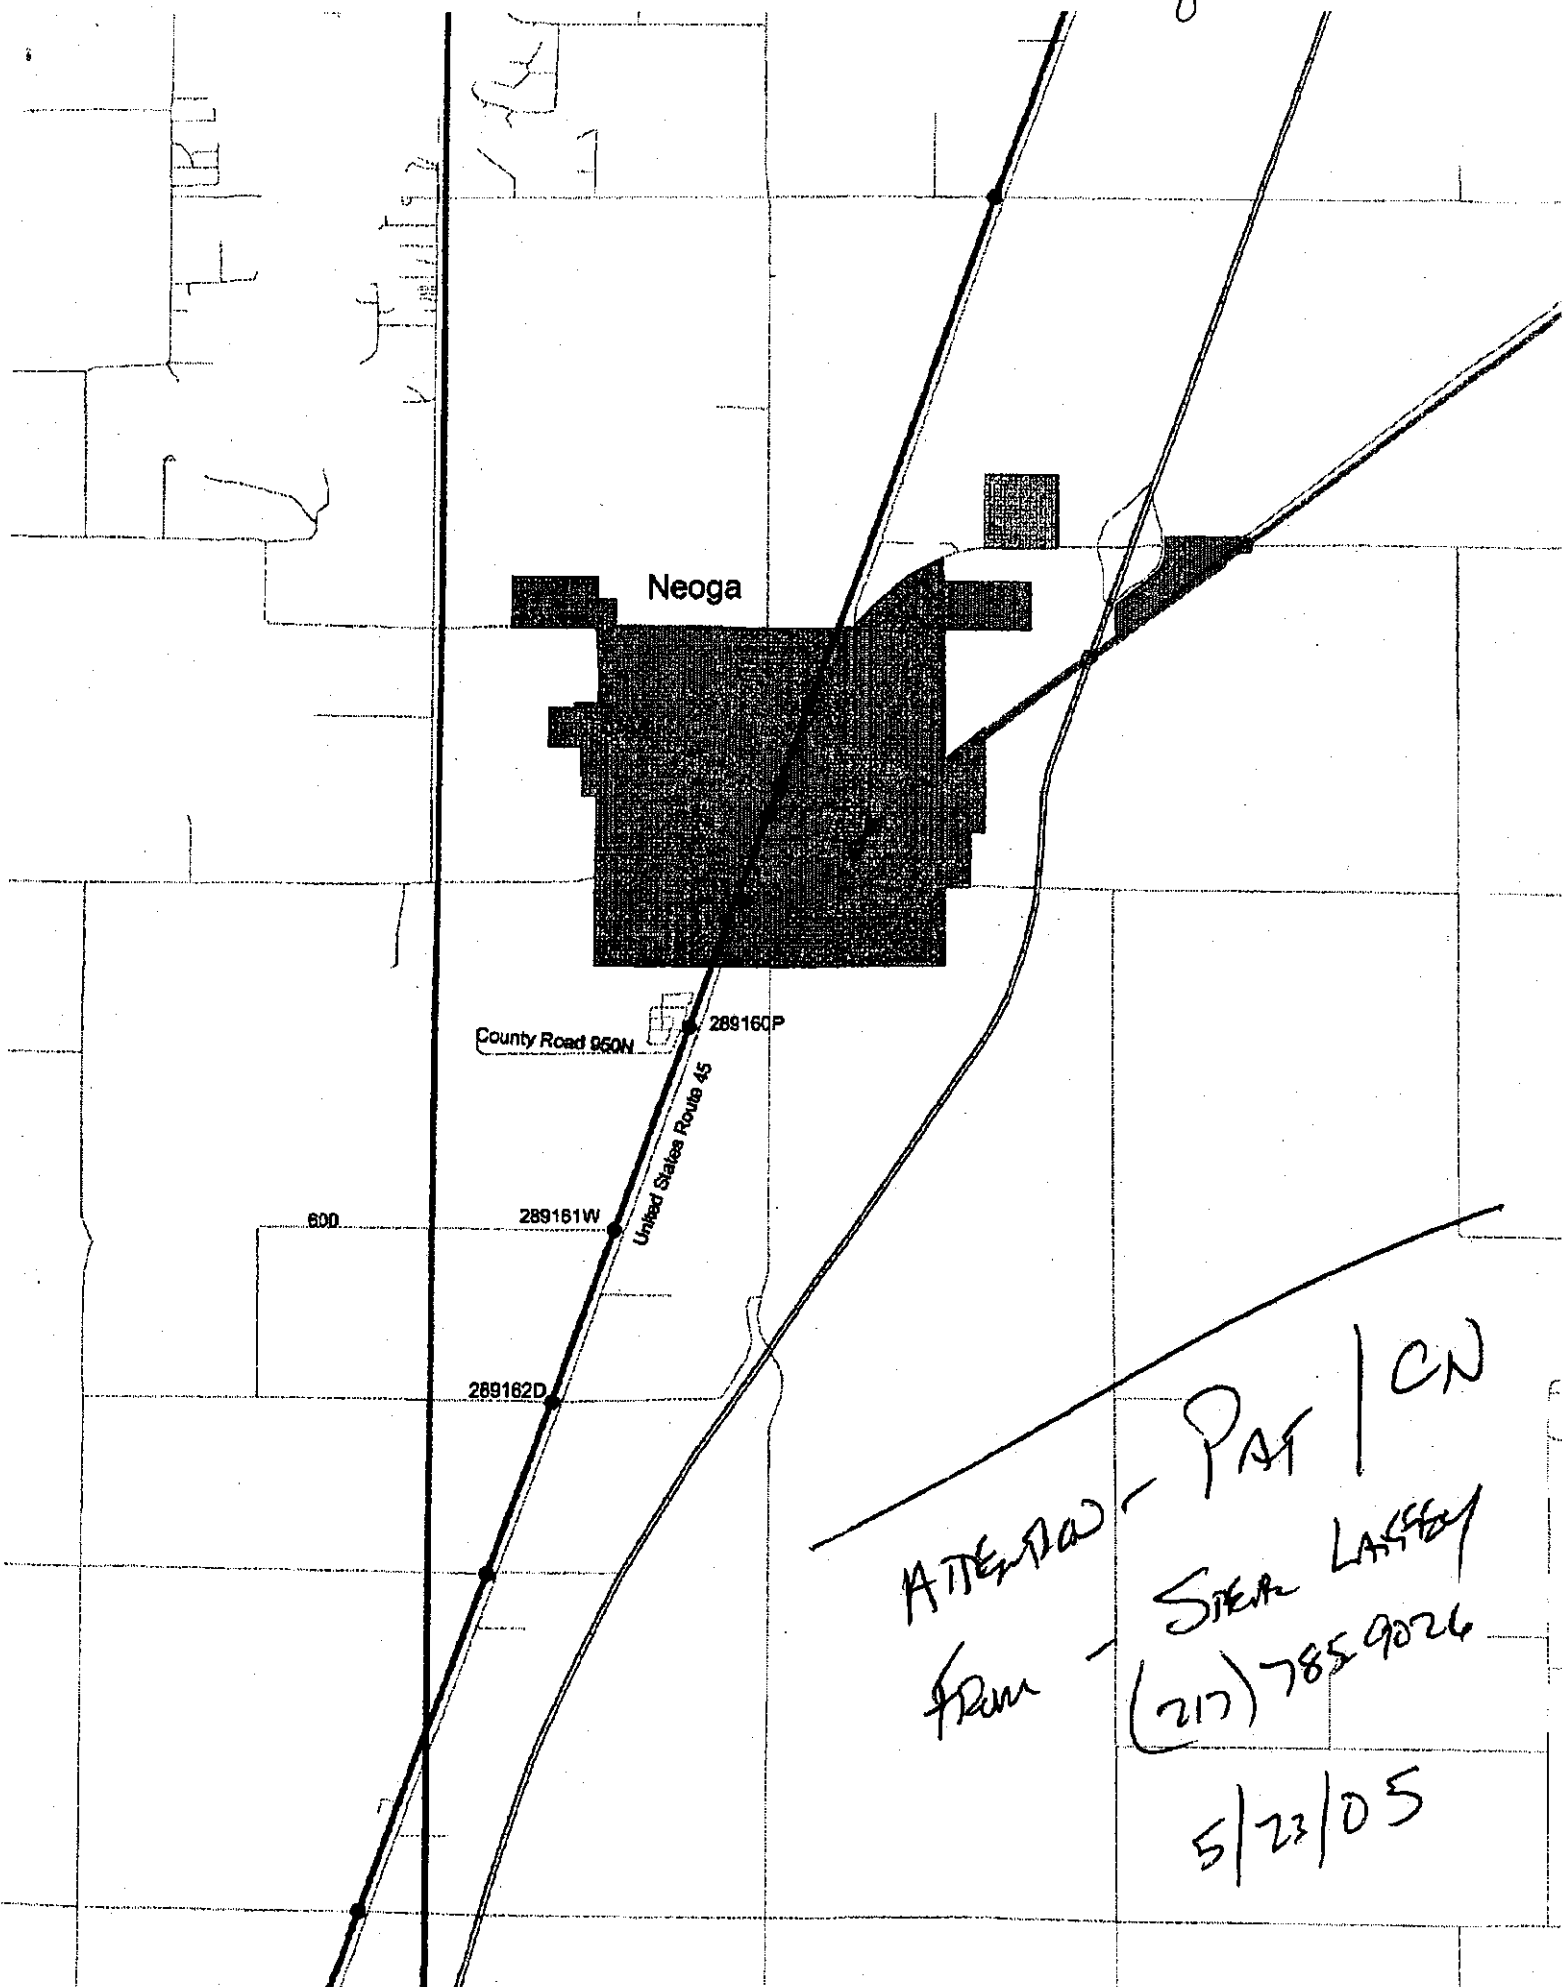 Neoga
289160P
County Road 950N
United States Route 45
600
289161W
289162D
ATTENTION - PAT | CN
FROM - STEVE LAFFEY
(217) 785 9026
5/23/05